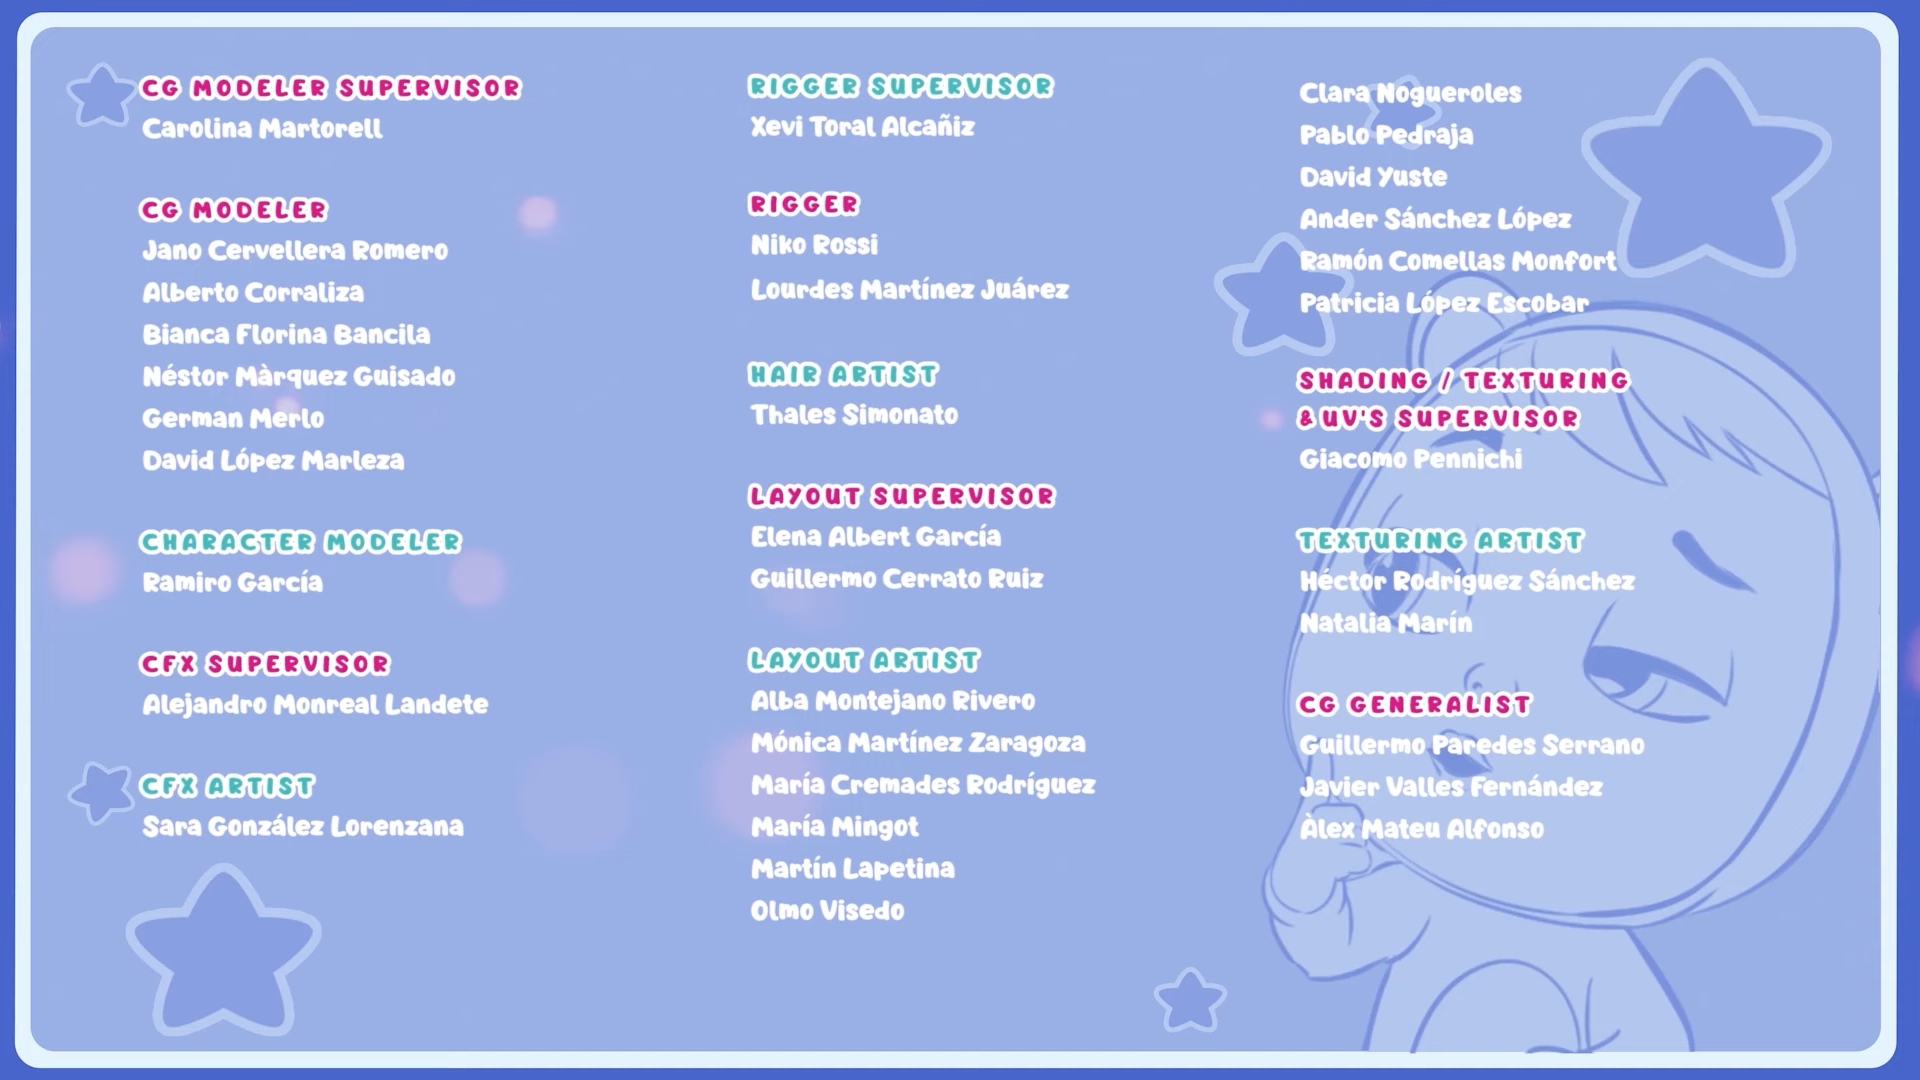 CG MODELER SUPERVISOR
Carolina Martorell
CG MODELER
Jano Cervellera Romero
Alberto Corraliza
Bianca Florina Bancila
Néstor Màrquez Guisado
German Merlo
David López Marleza
CHARACTER MODELER
Ramiro García
CFX SUPERVISOR
Alejandro Monreal Landete
CFX ARTIST
Sara González Lorenzana
RIGGER SUPERVISOR
Xevi Toral Alcañiz
RIGGER
Niko Rossi
Lourdes Martínez Juárez
HAIR ARTIST
Thales Simonato
LAYOUT SUPERVISOR
Elena Albert García
Guillermo Cerrato Ruiz
LAYOUT ARTIST
Alba Montejano Rivero
Mónica Martínez Zaragoza
María Cremades Rodríguez
María Mingot
Martín Lapetina
Olmo Visedo
Clara Nogueroles
Pablo Pedraja
David Yuste
Ander Sánchez López
Ramón Comellas Monfort
Patricia López Escobar
SHADING / TEXTURING
& UV'S SUPERVISOR
Giacomo Pennichi
TEXTURING ARTIST
Héctor Rodríguez Sánchez
Natalia Marín
CG GENERALIST
Guillermo Paredes Serrano
Javier Valles Fernández
Àlex Mateu Alfonso